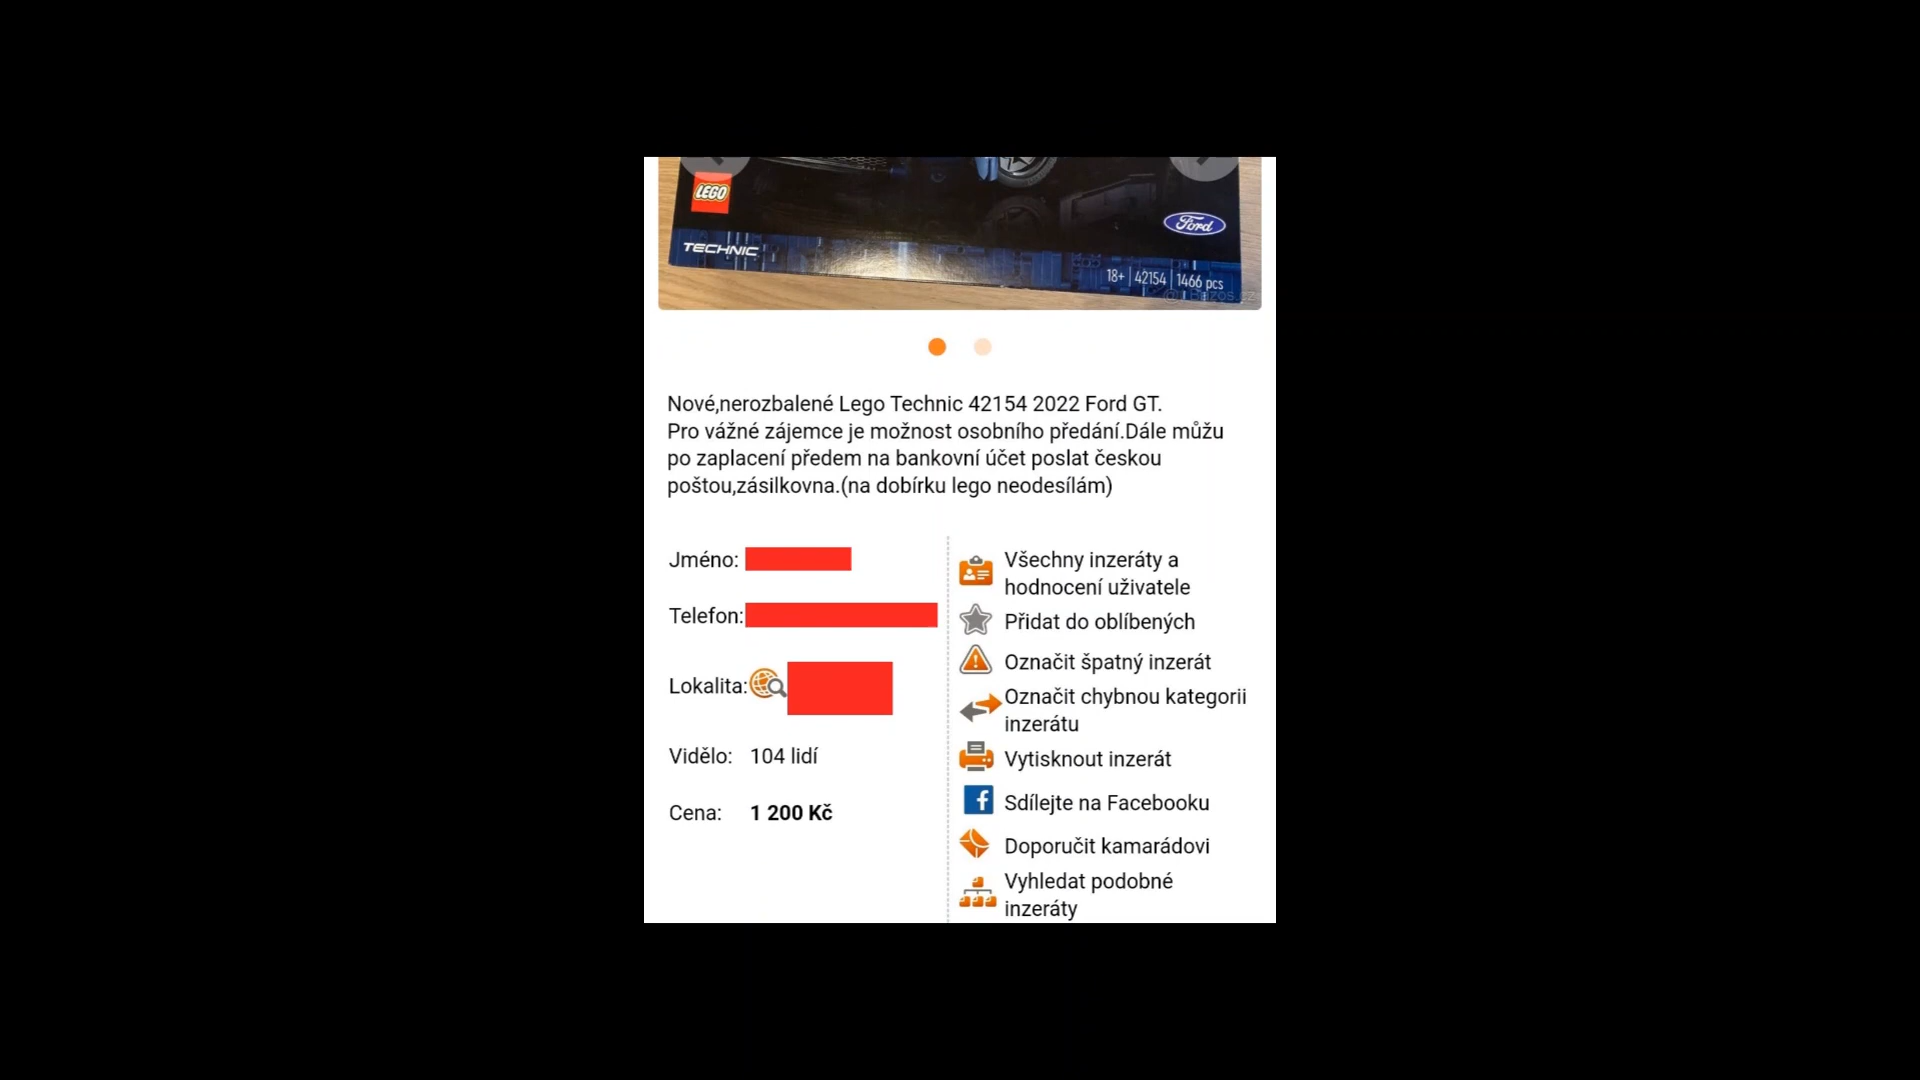 LEGO
Ford
TECHNIC
18+ | 42154 | 1466 pcs
Nové,nerozbalené Lego Technic 42154 2022 Ford GT.
Pro vážné zájemce je možnost osobního předání.Dále můžu
po zaplacení předem na bankovní účet poslat českou
poštou,zásilkovna.(na dobírku lego neodesílám)
Jméno:
Telefon:
Lokalita:
Vidělo: 104 lidí
Cena: 1 200 Kč
Všechny inzeráty a
hodnocení uživatele
Přidat do oblíbených
Označit špatný inzerát
Označit chybnou kategorii
inzerátu
Vytisknout inzerát
Sdílejte na Facebooku
Doporučit kamarádovi
Vyhledat podobné
inzeráty